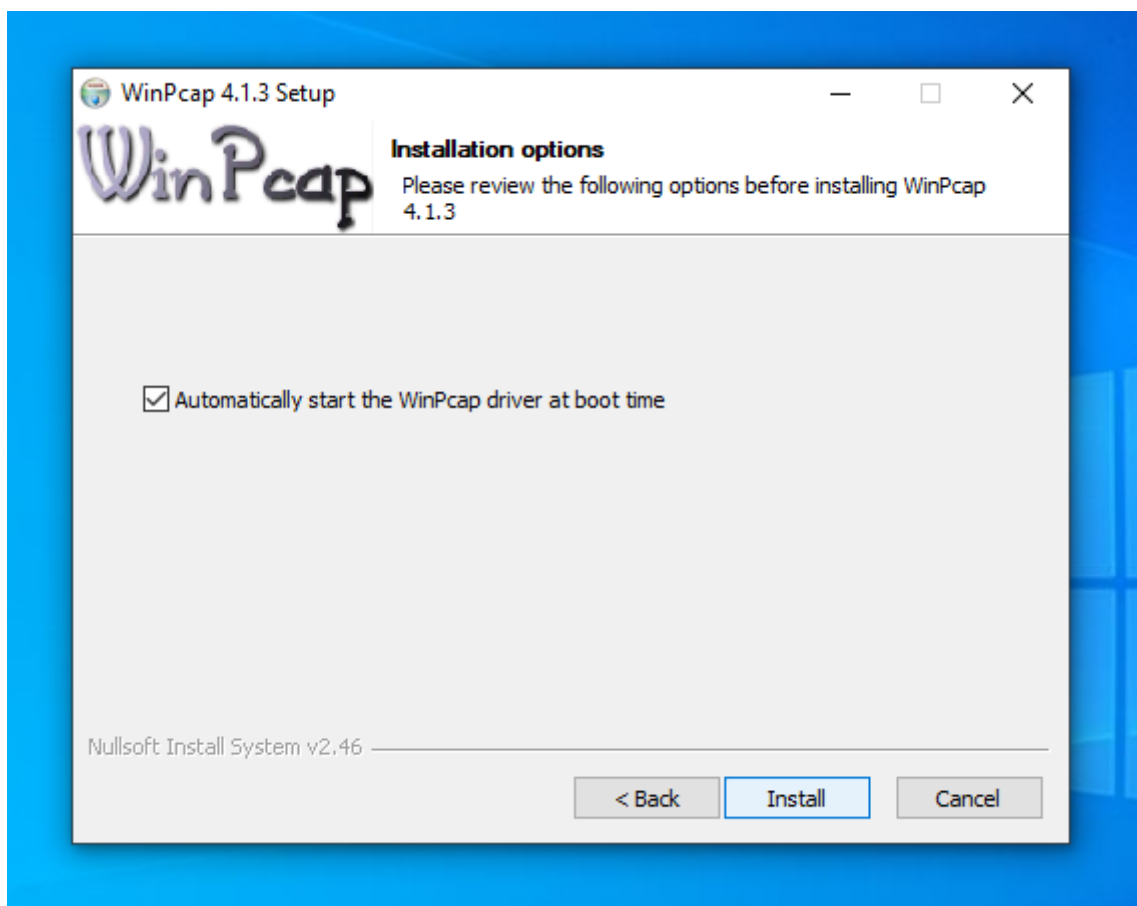 WinPcap 4.1.3 Setup
WinPcap
Installation options
Please review the following options before installing WinPcap
4.1.3
Automatically start the WinPcap driver at boot time
Nullsoft Install System v2.46
< Back
Install
Cancel